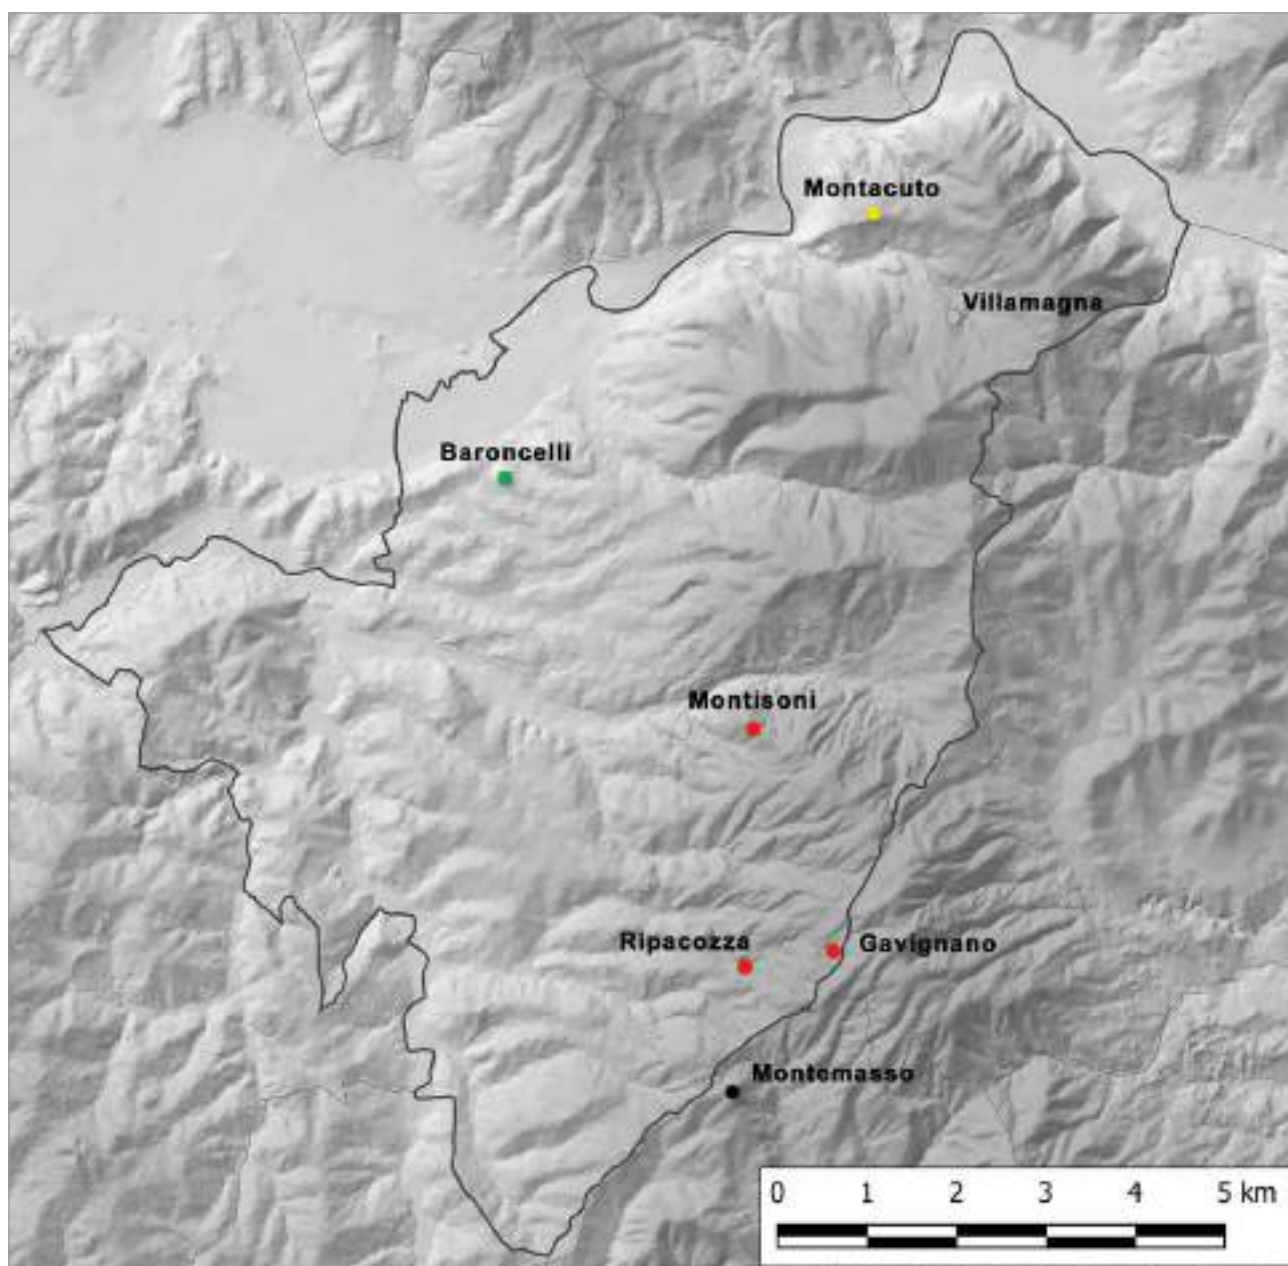 Montacuto
Villamagna
Baroncelli
Montisoni
Ripacozza
Gavignano
Montemasso
0 1 2 3 4 5 km